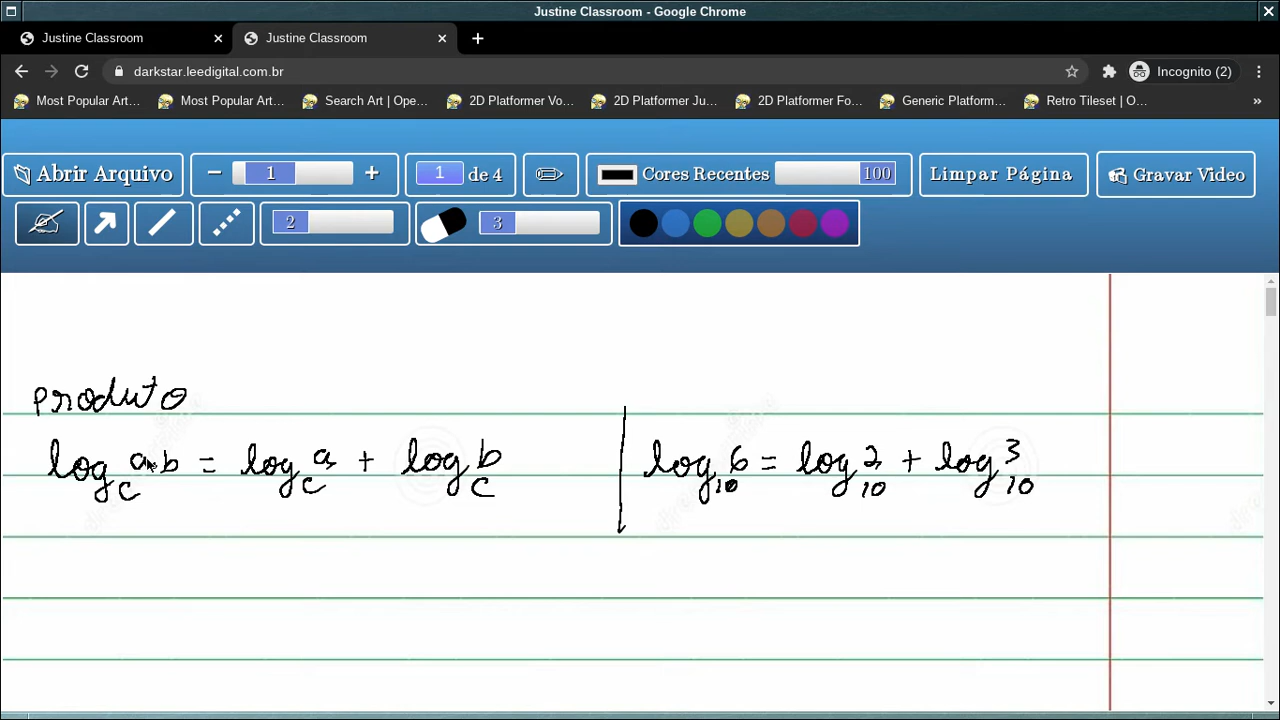 Justine Classroom - Google Chrome
Justine Classroom
Justine Classroom
darkstar.leedigital.com.br
Incognito (2)
Most Popular Art...
Most Popular Art...
Search Art | Ope...
2D Platformer Vo...
2D Platformer Ju...
2D Platformer Fo...
Generic Platform...
Retro Tileset | O...
»
Abrir Arquivo
− 1 +
1 de 4
Cores Recentes 100
Limpar Página
Gravar Video
2
3
produto
log_c a·b = log_c a + log_c b
log_10 6 = log_10 2 + log_10 3